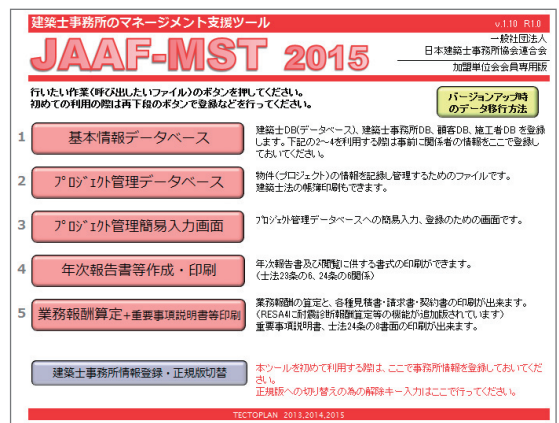 建築士事務所のマネージメント支援ツール
v.1.10 R1.0
JAAF-MST 2015
一般社団法人
日本建築士事務所協会連合会
加盟単位会会員専用版
行いたい作業(呼び出したいファイル)のボタンを押してください。
初めての利用の際は再下段のボタンで登録などを行ってください。
バージョンアップ時
のデータ移行方法
1 基本情報データベース
建築士DB(データベース)、建築士事務所DB、顧客DB、施工者DB を登録
します。下記の2~4を利用する際は事前に関係者の情報をここで登録し
ておいてください。
2 プロジェクト管理データベース
物件(プロジェクト)の情報を記録し管理するためのファイルです。
建築士法の帳簿印刷もできます。
3 プロジェクト管理簡易入力画面
プロジェクト管理データベースへの簡易入力、登録のための画面です。
4 年次報告書等作成・印刷
年次報告書及び閲覧に供する書式の印刷ができます。
(士法23条の6、24条の6関係)
5 業務報酬算定+重要事項説明書等印刷
業務報酬の算定と、各種見積書・請求書・契約書の印刷が出来ます。
(RESA4に耐震診断報酬算定等の機能が追加版されています)
重要事項説明書、士法24条の8書面の印刷が出来ます。
建築士事務所情報登録・正規版切替
本ツールを初めて利用する際は、ここで事務所情報を登録しておいてくだ
さい。
正規版への切り替えの為の解除キー入力はここで行ってください。
TECTOPLAN 2013,2014,2015